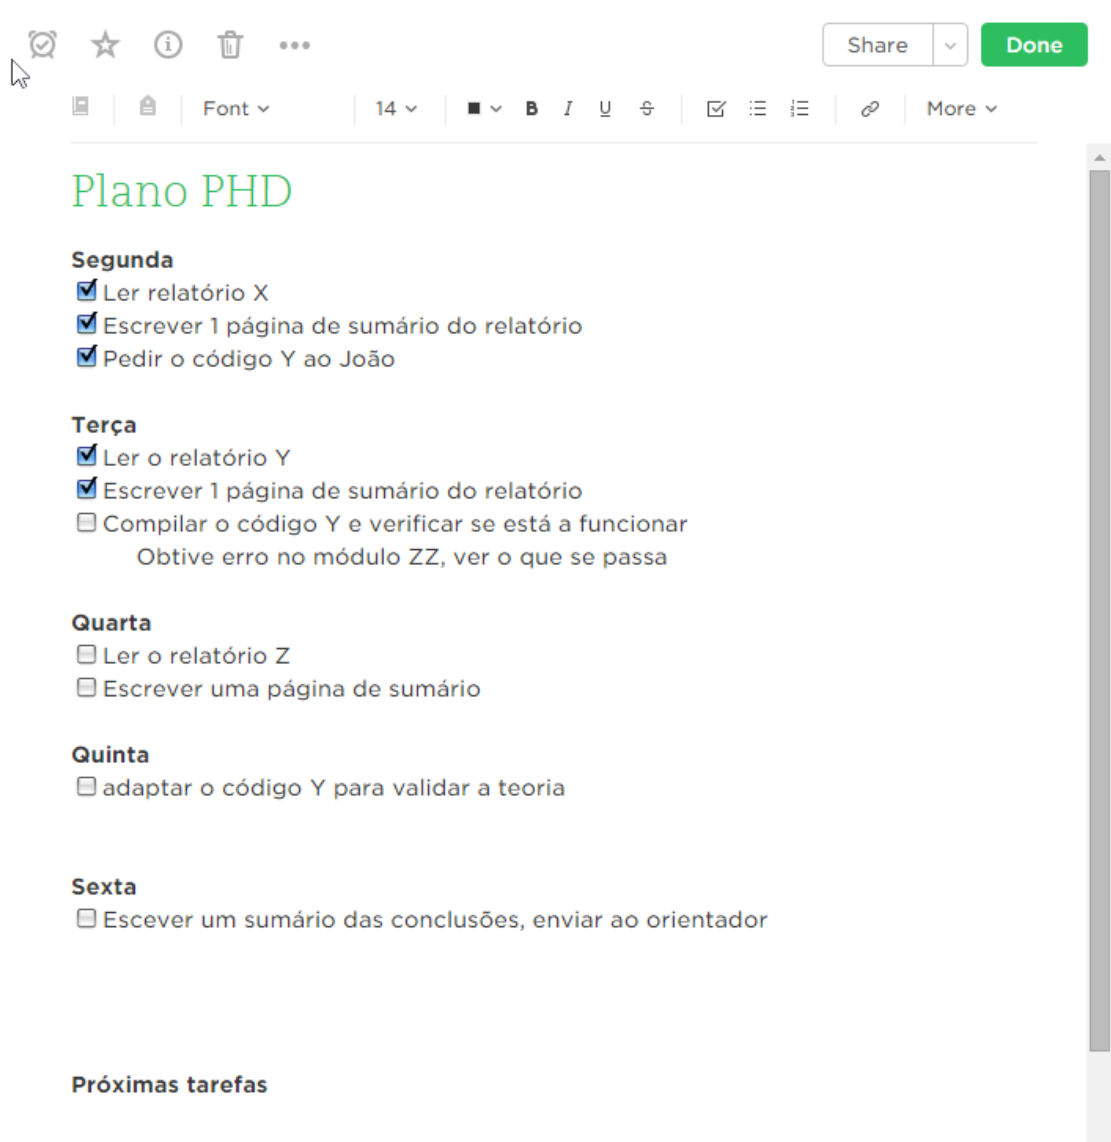 Share
Done
Font
14
B I U S
More
Plano PHD
Segunda
Ler relatório X
Escrever 1 página de sumário do relatório
Pedir o código Y ao João
Terça
Ler o relatório Y
Escrever 1 página de sumário do relatório
Compilar o código Y e verificar se está a funcionar
Obtive erro no módulo ZZ, ver o que se passa
Quarta
Ler o relatório Z
Escrever uma página de sumário
Quinta
adaptar o código Y para validar a teoria
Sexta
Escever um sumário das conclusões, enviar ao orientador
Próximas tarefas